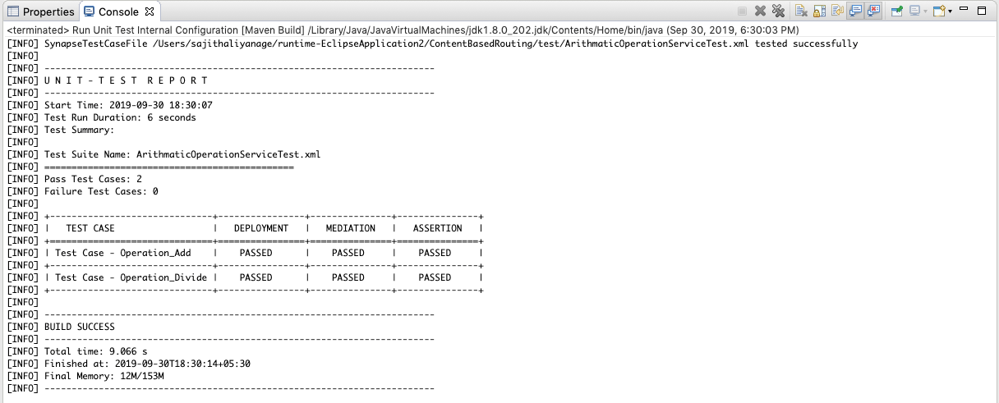 Properties Console
<terminated> Run Unit Test Internal Configuration [Maven Build] /Library/Java/JavaVirtualMachines/jdk1.8.0_202.jdk/Contents/Home/bin/java (Sep 30, 2019, 6:30:03 PM)
[INFO] SynapseTestCaseFile /Users/sajithaliyanage/runtime-EclipseApplication2/ContentBasedRouting/test/ArithmaticOperationServiceTest.xml tested successfully
[INFO]
[INFO] ------------------------------------------------------------------------
[INFO] U N I T - T E S T  R E P O R T
[INFO] ------------------------------------------------------------------------
[INFO] Start Time: 2019-09-30 18:30:07
[INFO] Test Run Duration: 6 seconds
[INFO] Test Summary:
[INFO]
[INFO] Test Suite Name: ArithmaticOperationServiceTest.xml
[INFO] ==============================================
[INFO] Pass Test Cases: 2
[INFO] Failure Test Cases: 0
[INFO]
[INFO] +------------------------------+----------------+---------------+---------------+
[INFO] |   TEST CASE                  |   DEPLOYMENT   |   MEDIATION   |   ASSERTION   |
[INFO] +==============================+================+===============+===============+
[INFO] | Test Case - Operation_Add    |    PASSED      |    PASSED     |    PASSED     |
[INFO] +------------------------------+----------------+---------------+---------------+
[INFO] | Test Case - Operation_Divide |    PASSED      |    PASSED     |    PASSED     |
[INFO] +------------------------------+----------------+---------------+---------------+
[INFO]
[INFO] ------------------------------------------------------------------------
[INFO] BUILD SUCCESS
[INFO] ------------------------------------------------------------------------
[INFO] Total time: 9.066 s
[INFO] Finished at: 2019-09-30T18:30:14+05:30
[INFO] Final Memory: 12M/153M
[INFO] ------------------------------------------------------------------------